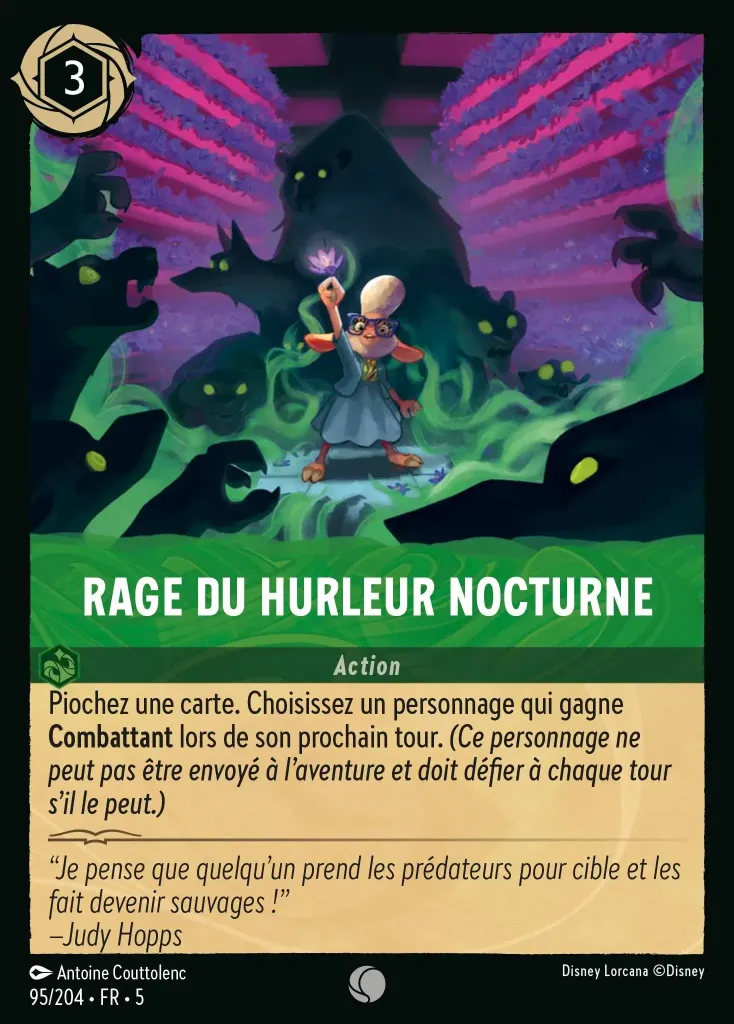 3
RAGE DU HURLEUR NOCTURNE
Action
Piochez une carte. Choisissez un personnage qui gagne
Combattant lors de son prochain tour. (Ce personnage ne
peut pas être envoyé à l’aventure et doit défier à chaque tour
s’il le peut.)
“Je pense que quelqu’un prend les prédateurs pour cible et les
fait devenir sauvages !”
–Judy Hopps
Antoine Couttolenc
Disney Lorcana ©Disney
95/204 • FR • 5